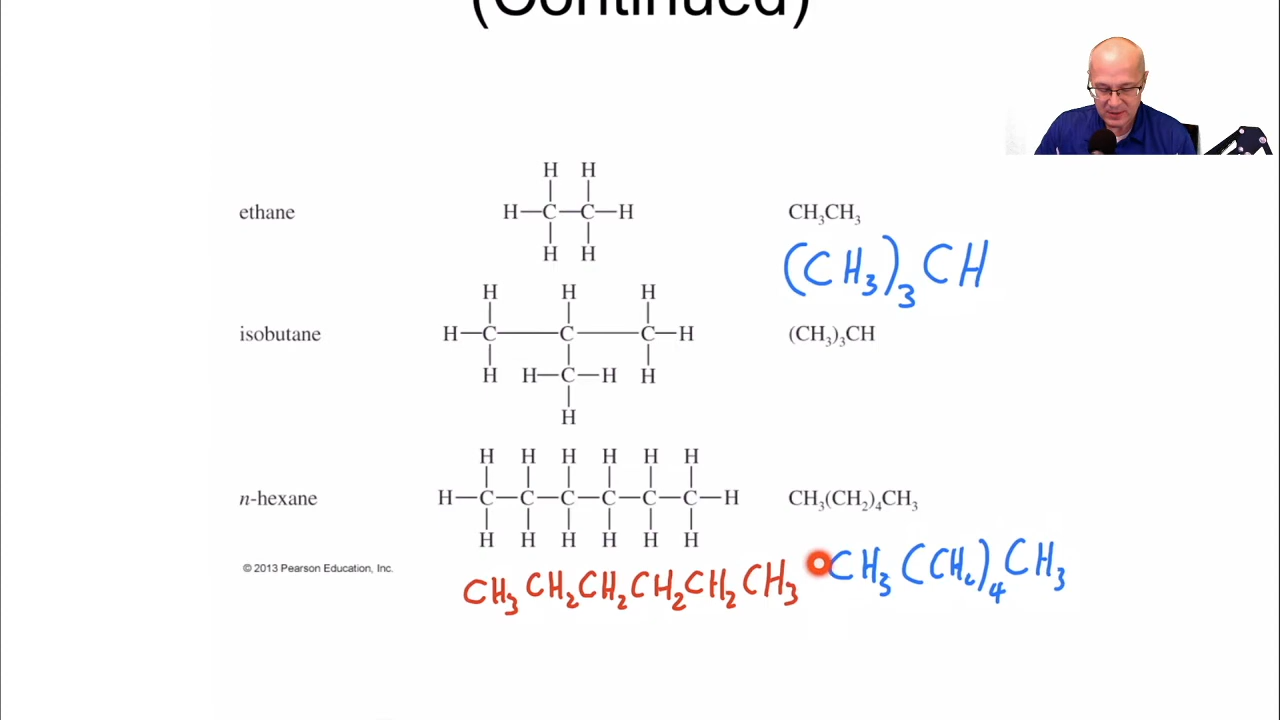 (Continued)
H H
ethane H—C—C—H CH₃CH₃
H H
(CH₃)₃CH
H H H
isobutane H—C—C—C—H (CH₃)₃CH
H H—C—H H
H
H H H H H H
n-hexane H—C—C—C—C—C—C—H CH₃(CH₂)₄CH₃
H H H H H H
© 2013 Pearson Education, Inc.
CH₃CH₂CH₂CH₂CH₂CH₃ CH₃(CH₂)₄CH₃